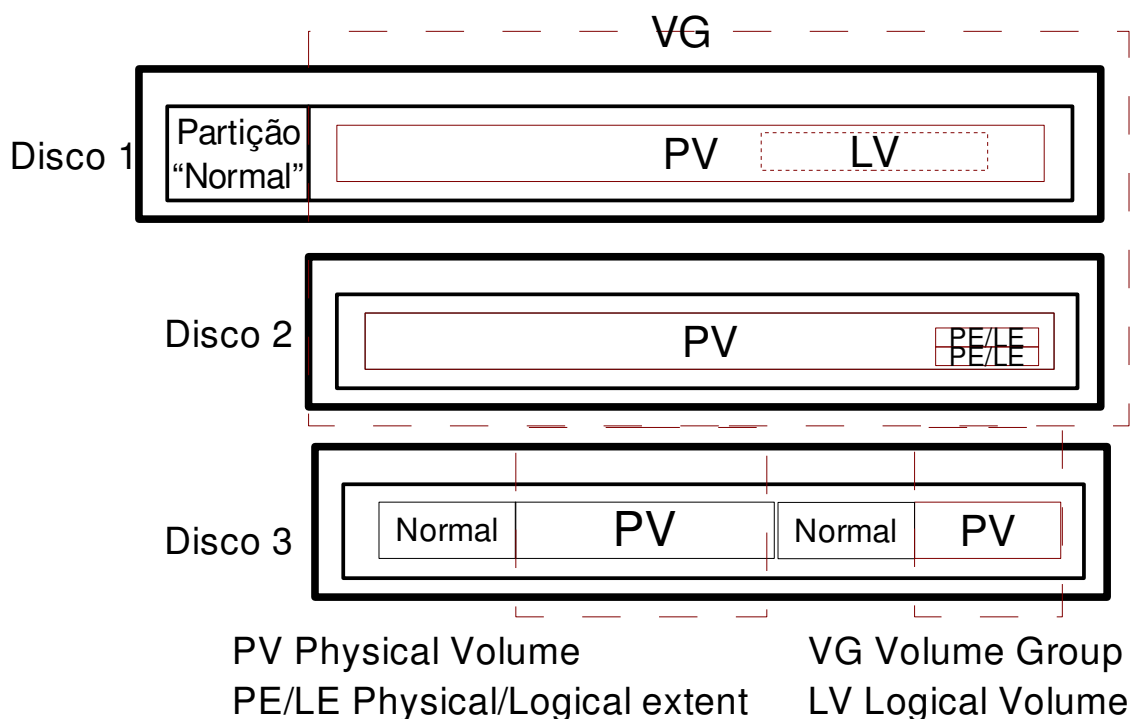 VG
Disco 1
Partição
“Normal”
PV
LV
Disco 2
PV
PE/LE
PE/LE
Disco 3
Normal
PV
Normal
PV
PV Physical Volume
VG Volume Group
PE/LE Physical/Logical extent
LV Logical Volume